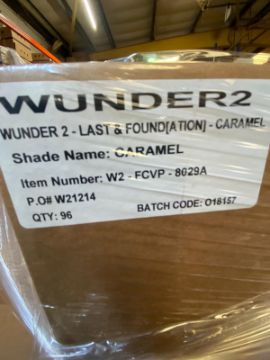 WUNDER2
WUNDER 2 - LAST & FOUND[ATION] - CARAMEL
Shade Name: CARAMEL
Item Number: W2 - FCVP - 8029A
P.O# W21214
QTY: 96 BATCH CODE: O18157